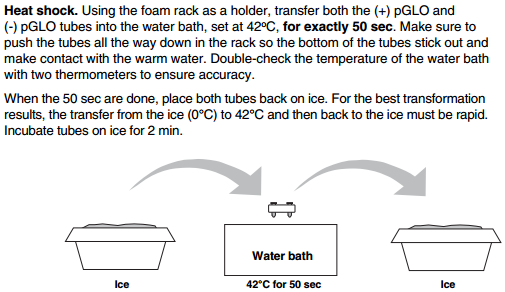 Heat shock. Using the foam rack as a holder, transfer both the (+) pGLO and
(-) pGLO tubes into the water bath, set at 42ºC, for exactly 50 sec. Make sure to
push the tubes all the way down in the rack so the bottom of the tubes stick out and
make contact with the warm water. Double-check the temperature of the water bath
with two thermometers to ensure accuracy.
When the 50 sec are done, place both tubes back on ice. For the best transformation
results, the transfer from the ice (0ºC) to 42°C and then back to the ice must be rapid.
Incubate tubes on ice for 2 min.
Water bath
Ice
42°C for 50 sec
Ice